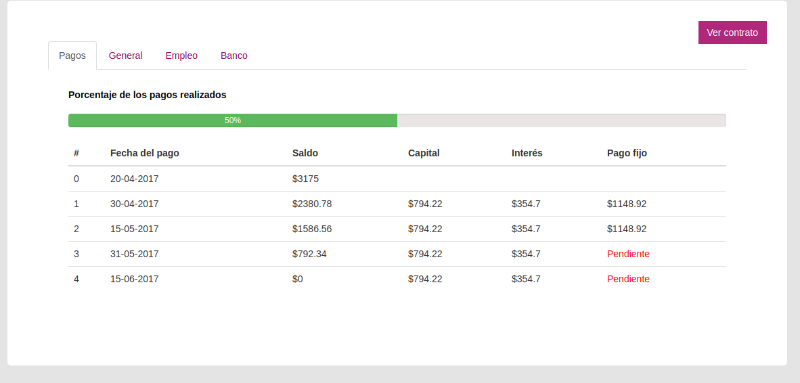 Ver contrato
Pagos General Empleo Banco
Porcentaje de los pagos realizados
50%
# Fecha del pago Saldo Capital Interés Pago fijo
0 20-04-2017 $3175
1 30-04-2017 $2380.78 $794.22 $354.7 $1148.92
2 15-05-2017 $1586.56 $794.22 $354.7 $1148.92
3 31-05-2017 $792.34 $794.22 $354.7 Pendiente
4 15-06-2017 $0 $794.22 $354.7 Pendiente